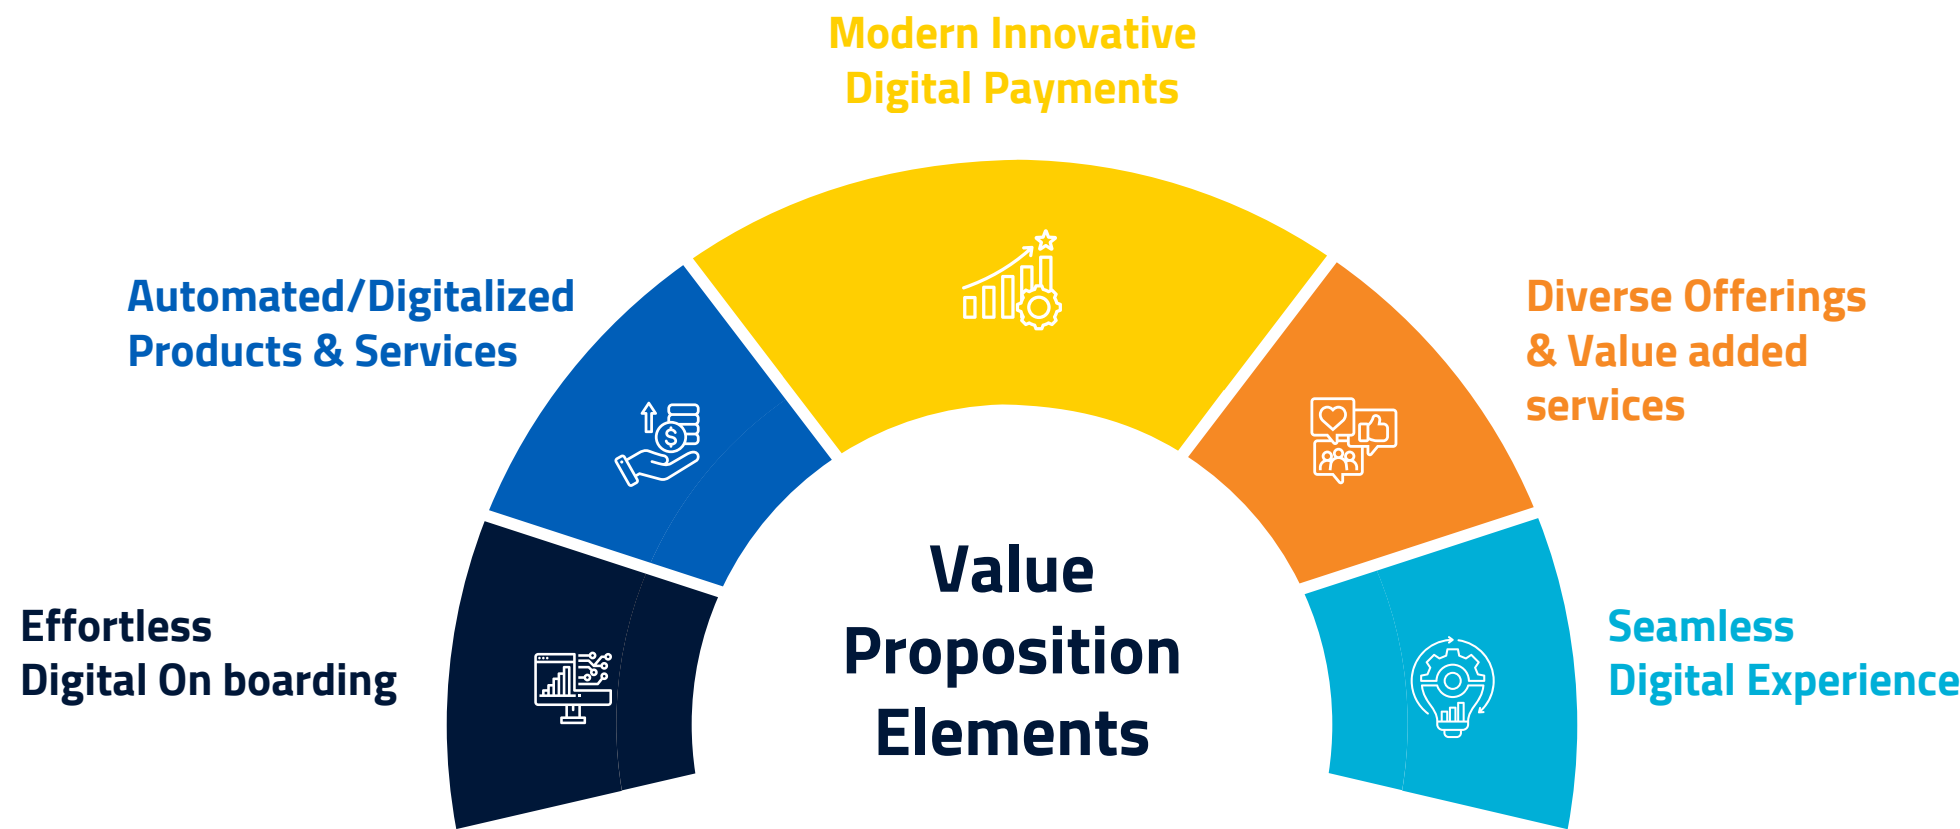 Modern Innovative
Digital Payments
Automated/Digitalized
Products & Services
Diverse Offerings
& Value added
services
Effortless
Digital On boarding
Value
Proposition
Elements
Seamless
Digital Experience
$